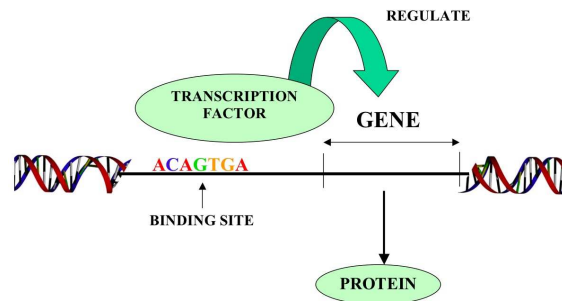 REGULATE
TRANSCRIPTION
FACTOR
GENE
ACAGTGA
BINDING SITE
PROTEIN